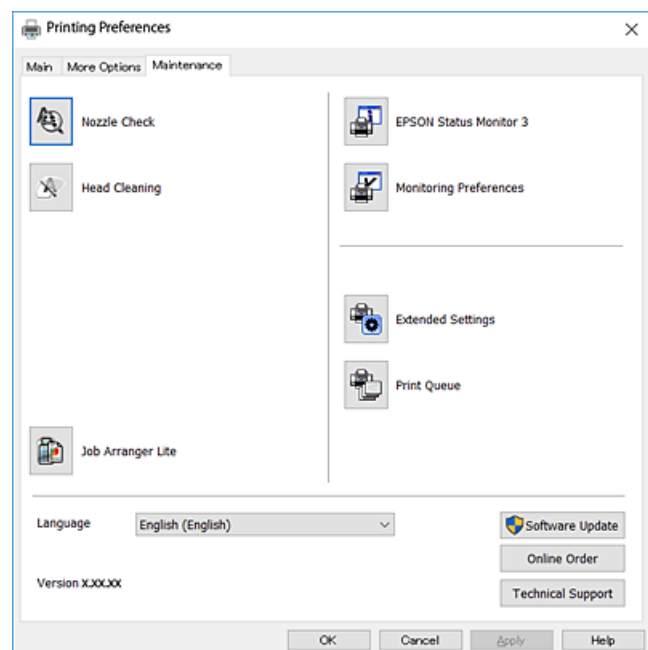 Printing Preferences
Main More Options Maintenance
Nozzle Check
Head Cleaning
Job Arranger Lite
EPSON Status Monitor 3
Monitoring Preferences
Extended Settings
Print Queue
Language English (English)
Version X.XX.XX
Software Update
Online Order
Technical Support
OK Cancel Apply Help